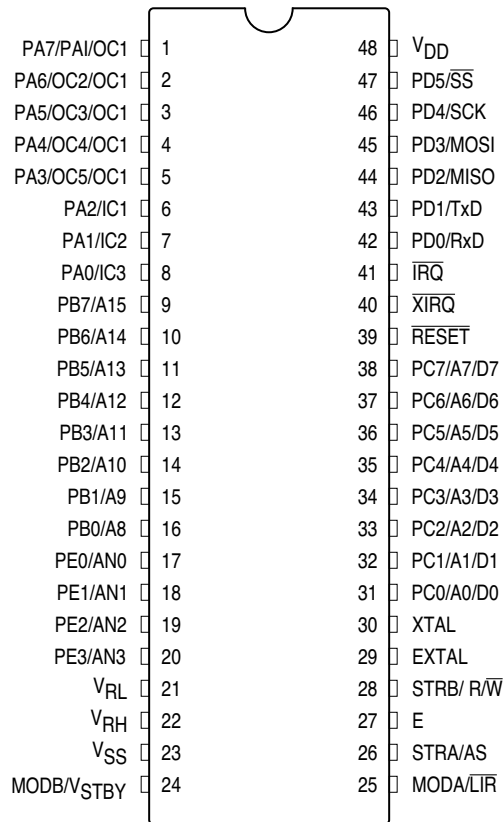 PA7/PAI/OC1 1 48 VDD
PA6/OC2/OC1 2 47 PD5/S̅S̅
PA5/OC3/OC1 3 46 PD4/SCK
PA4/OC4/OC1 4 45 PD3/MOSI
PA3/OC5/OC1 5 44 PD2/MISO
PA2/IC1 6 43 PD1/TxD
PA1/IC2 7 42 PD0/RxD
PA0/IC3 8 41 I̅R̅Q̅
PB7/A15 9 40 X̅I̅R̅Q̅
PB6/A14 10 39 R̅E̅S̅E̅T̅
PB5/A13 11 38 PC7/A7/D7
PB4/A12 12 37 PC6/A6/D6
PB3/A11 13 36 PC5/A5/D5
PB2/A10 14 35 PC4/A4/D4
PB1/A9 15 34 PC3/A3/D3
PB0/A8 16 33 PC2/A2/D2
PE0/AN0 17 32 PC1/A1/D1
PE1/AN1 18 31 PC0/A0/D0
PE2/AN2 19 30 XTAL
PE3/AN3 20 29 EXTAL
VRL 21 28 STRB/ R/W̅
VRH 22 27 E
VSS 23 26 STRA/AS
MODB/VSTBY 24 25 MODA/L̅I̅R̅